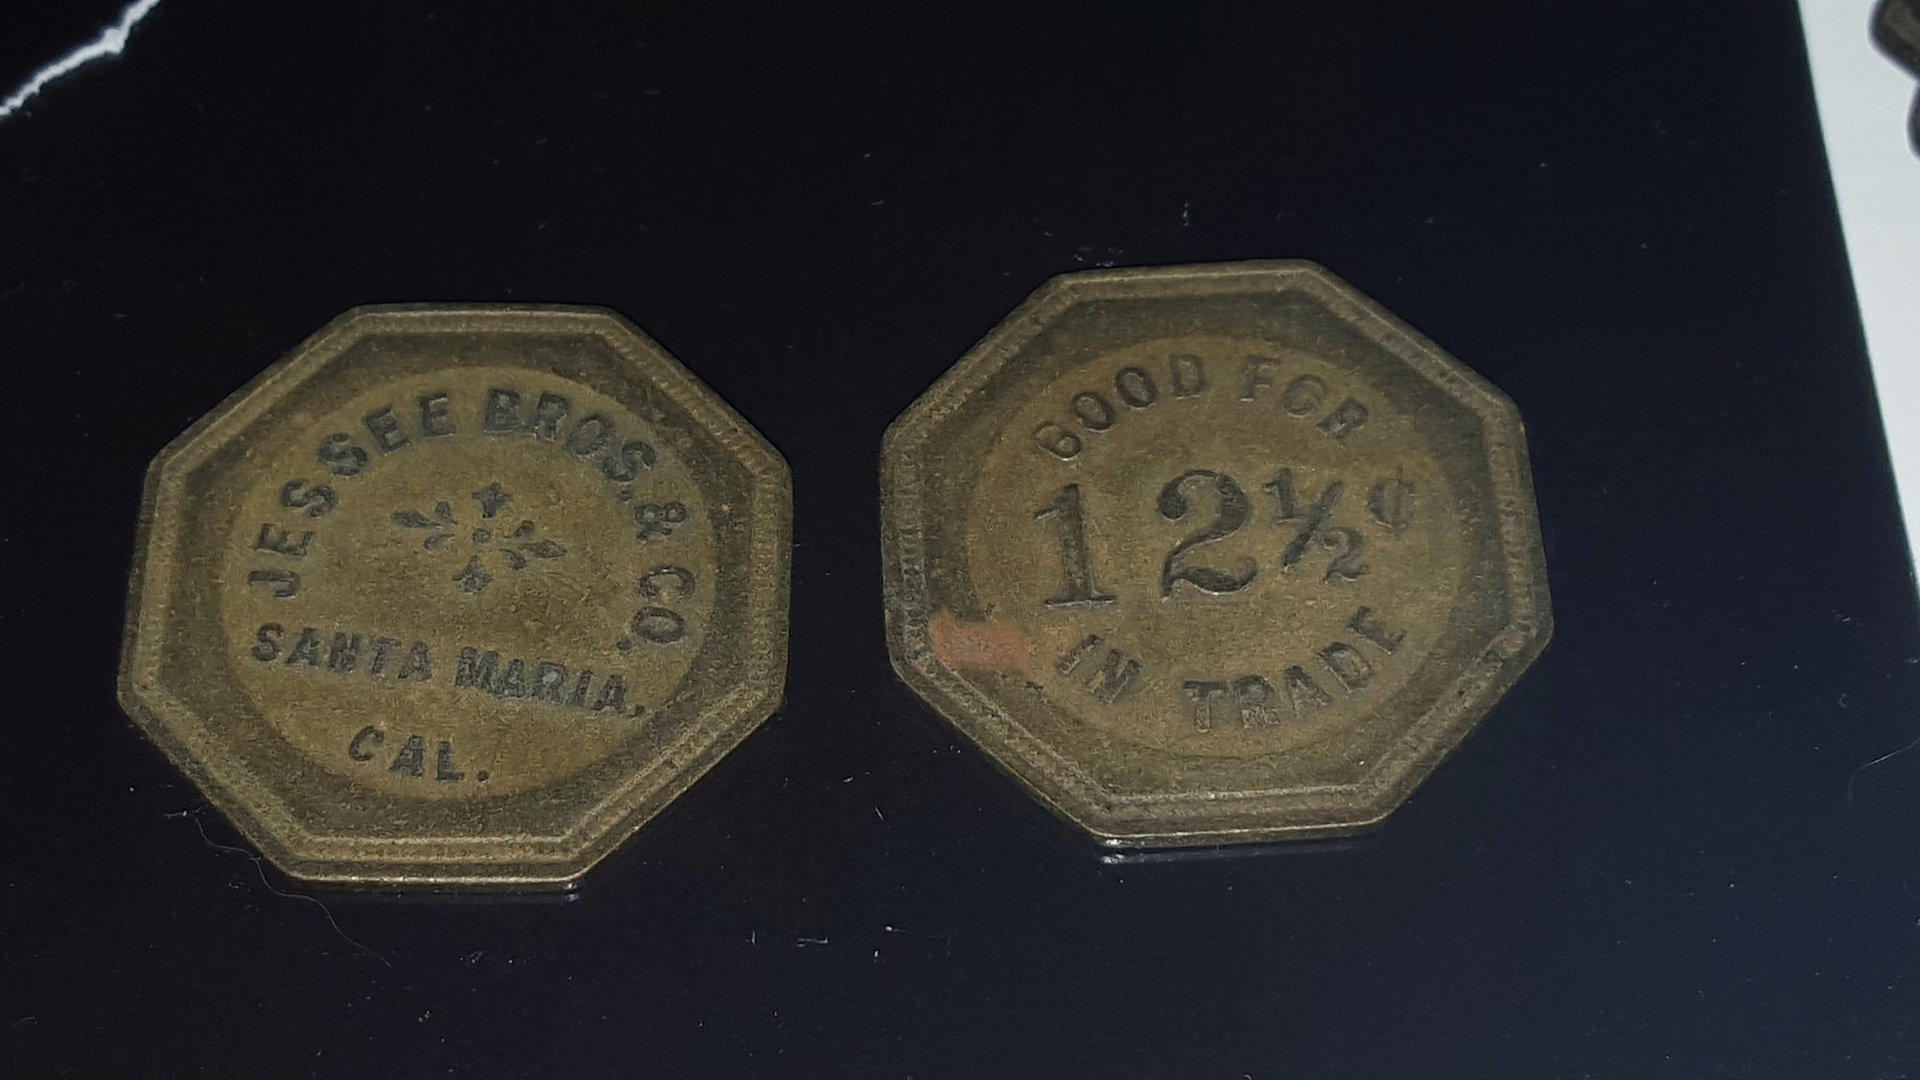 JESSEE BROS. & CO.
SANTA MARIA,
CAL.
GOOD FOR
12½¢
IN TRADE